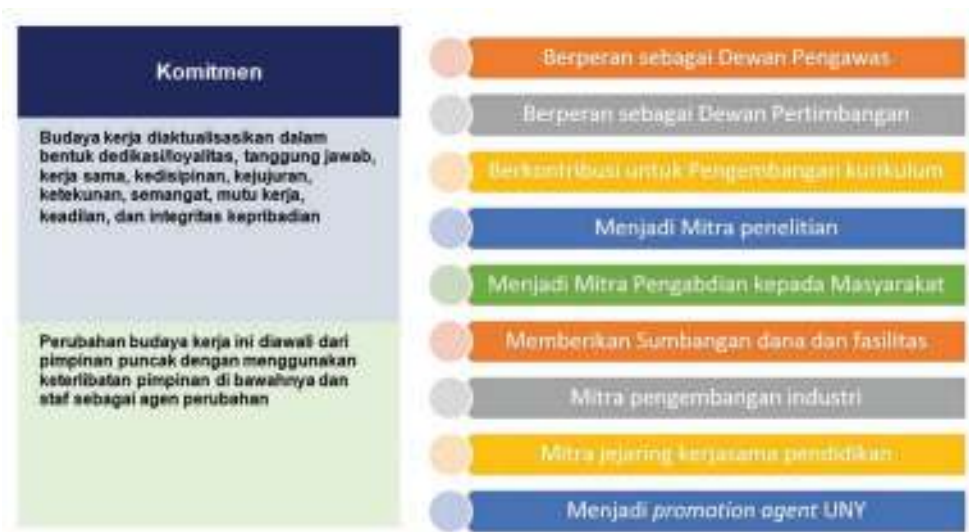 Komitmen
Budaya kerja diaktualisasikan dalam
bentuk dedikasi/loyalitas, tanggung jawab,
kerja sama, kedisipinan, kejujuran,
ketekunan, semangat, mutu kerja,
keadilan, dan integritas kepribadian
Perubahan budaya kerja ini diawali dari
pimpinan puncak dengan menggunakan
keterlibatan pimpinan di bawahnya dan
staf sebagai agen perubahan
Berperan sebagai Dewan Pengawas
Berperan sebagai Dewan Pertimbangan
Berkontribusi untuk Pengembangan kurikulum
Menjadi Mitra penelitian
Menjadi Mitra Pengabdian kepada Masyarakat
Memberikan Sumbangan dana dan fasilitas
Mitra pengembangan industri
Mitra jejaring kerjasama pendidikan
Menjadi promotion agent UNY